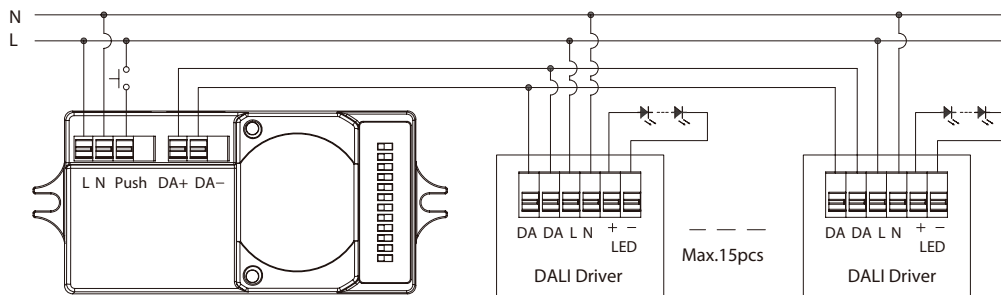 N
L
L N Push DA+ DA−
DA DA L N + −
LED
DALI Driver
Max.15pcs
DA DA L N + −
LED
DALI Driver